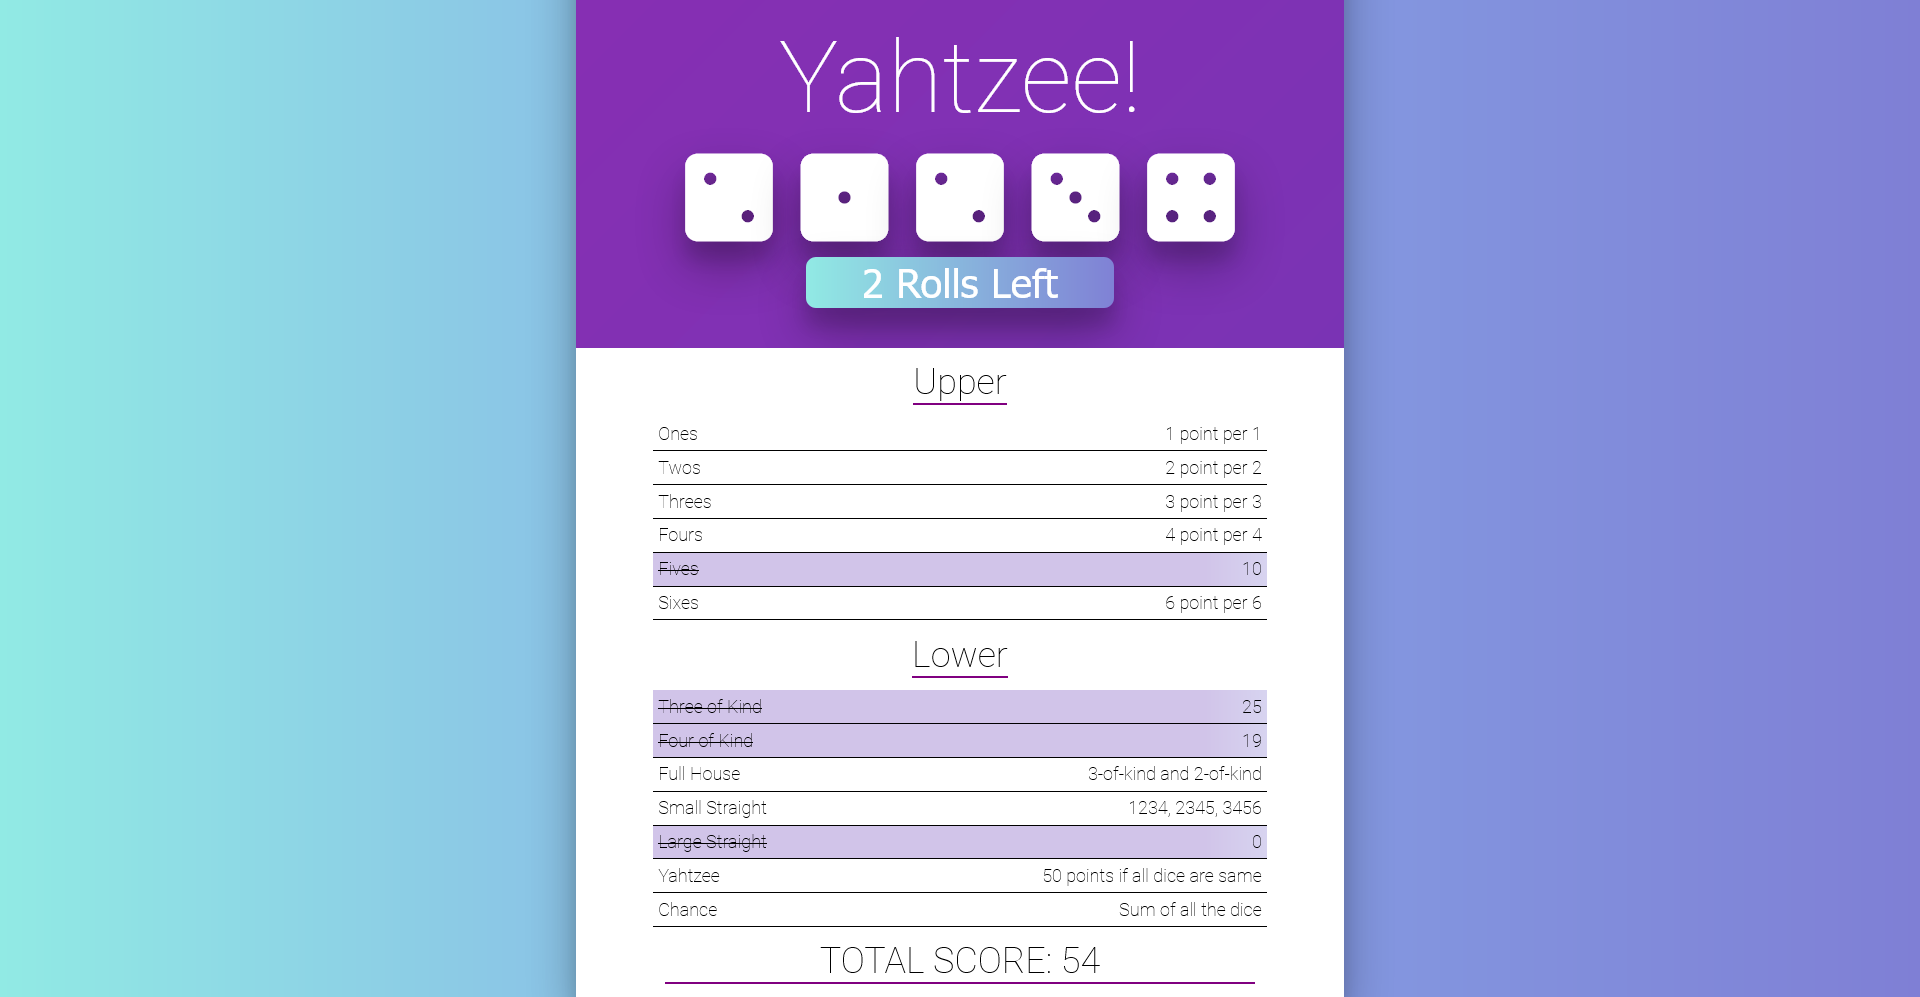 Yahtzee!
2 Rolls Left
Upper
Ones 1 point per 1
Twos 2 point per 2
Threes 3 point per 3
Fours 4 point per 4
Fives 10
Sixes 6 point per 6
Lower
Three of Kind 25
Four of Kind 19
Full House 3-of-kind and 2-of-kind
Small Straight 1234, 2345, 3456
Large Straight 0
Yahtzee 50 points if all dice are same
Chance Sum of all the dice
TOTAL SCORE: 54